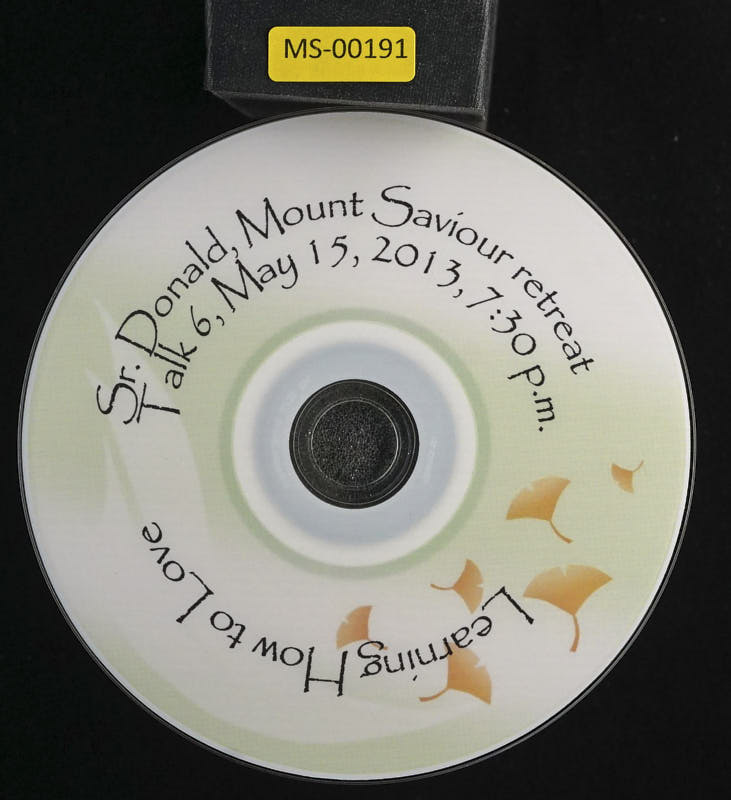 MS-00191
Sr. Donald, Mount Saviour retreat
Talk 6, May 15, 2013, 7:30 p.m.
Learning How to Love